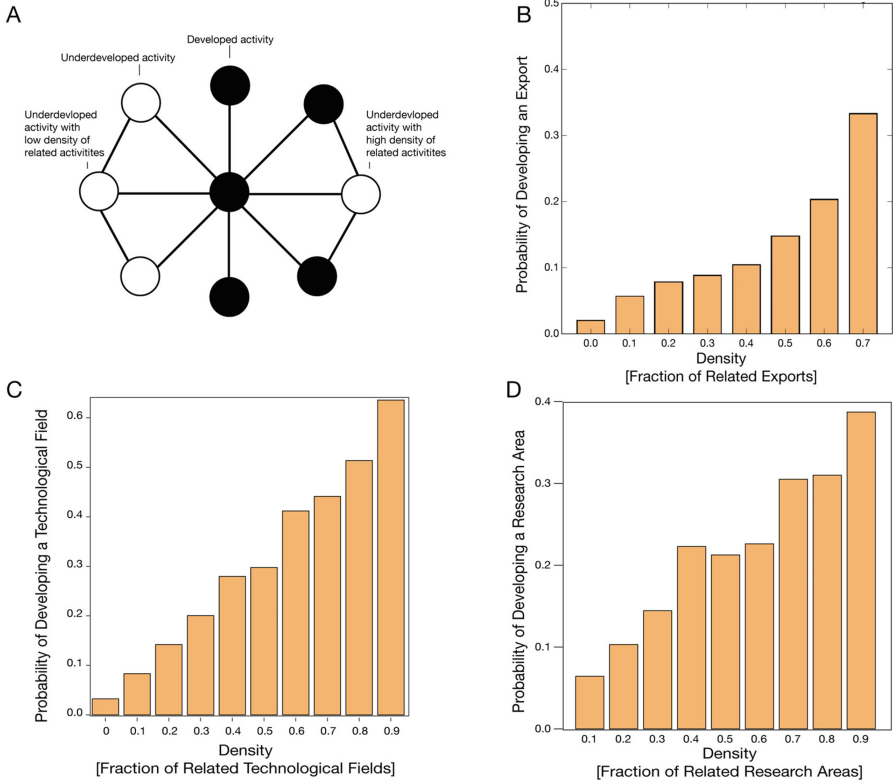 A
Developed activity
Underdeveloped activity
Underdevloped
activity with
low density of
related activitites
Underdevloped
activity with
high density of
related activitites
B
Probability of Developing an Export
0.5
0.4
0.3
0.2
0.1
0.0
0.0 0.1 0.2 0.3 0.4 0.5 0.6 0.7
Density
[Fraction of Related Exports]
C
Probability of Developing a Technological Field
0.6
0.5
0.4
0.3
0.2
0.1
0.0
0 0.1 0.2 0.3 0.4 0.5 0.6 0.7 0.8 0.9
Density
[Fraction of Related Technological Fields]
D
Probability of Developing a Research Area
0.4
0.3
0.2
0.1
0.0
0.1 0.2 0.3 0.4 0.5 0.6 0.7 0.8 0.9
Density
[Fraction of Related Research Areas]